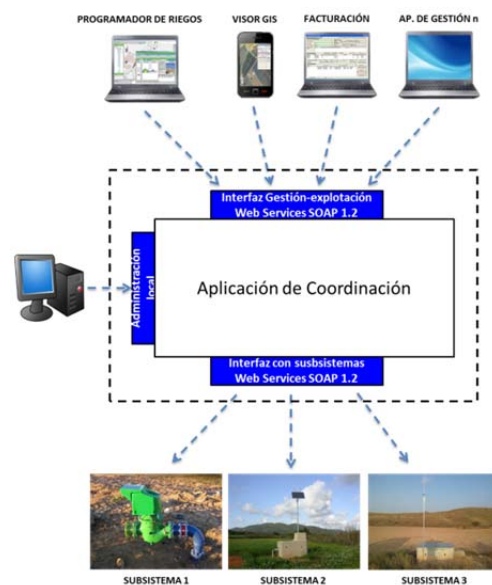 PROGRAMADOR DE RIEGOS
VISOR GIS
FACTURACIÓN
AP. DE GESTIÓN n
Interfaz Gestión-explotación
Web Services SOAP 1.2
Administración
local
Aplicación de Coordinación
Interfaz con susbsistemas
Web Services SOAP 1.2
SUBSISTEMA 1
SUBSISTEMA 2
SUBSISTEMA 3